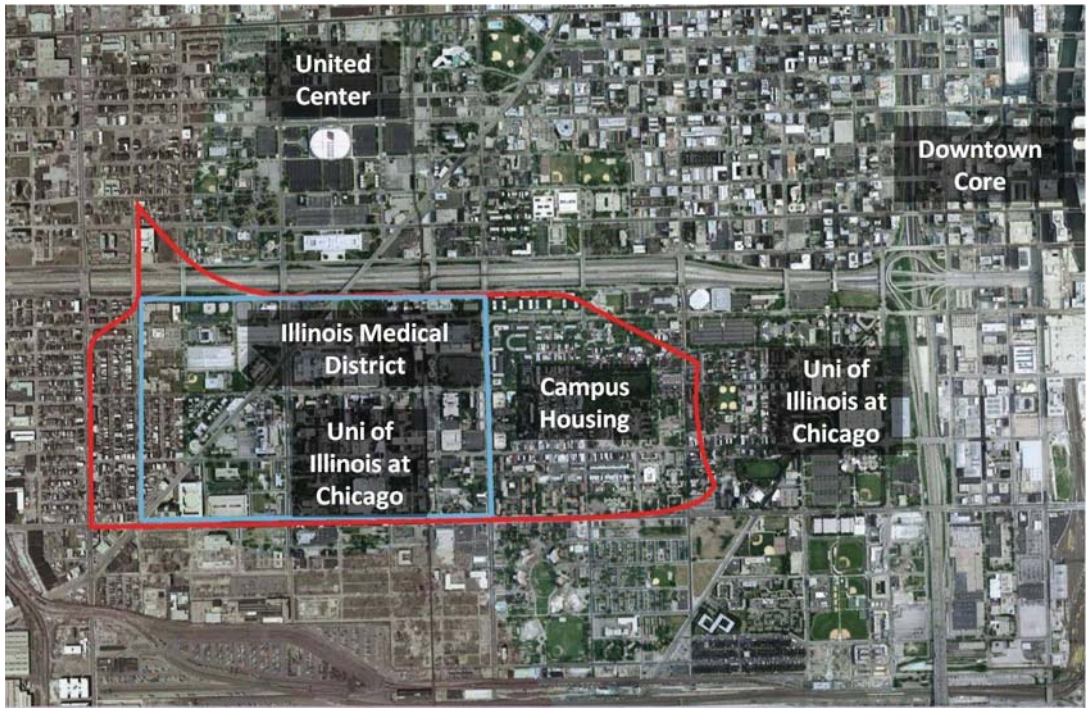 United
Center
Downtown
Core
Illinois Medical
District
Campus
Housing
Uni of
Illinois at
Chicago
Uni of
Illinois at
Chicago